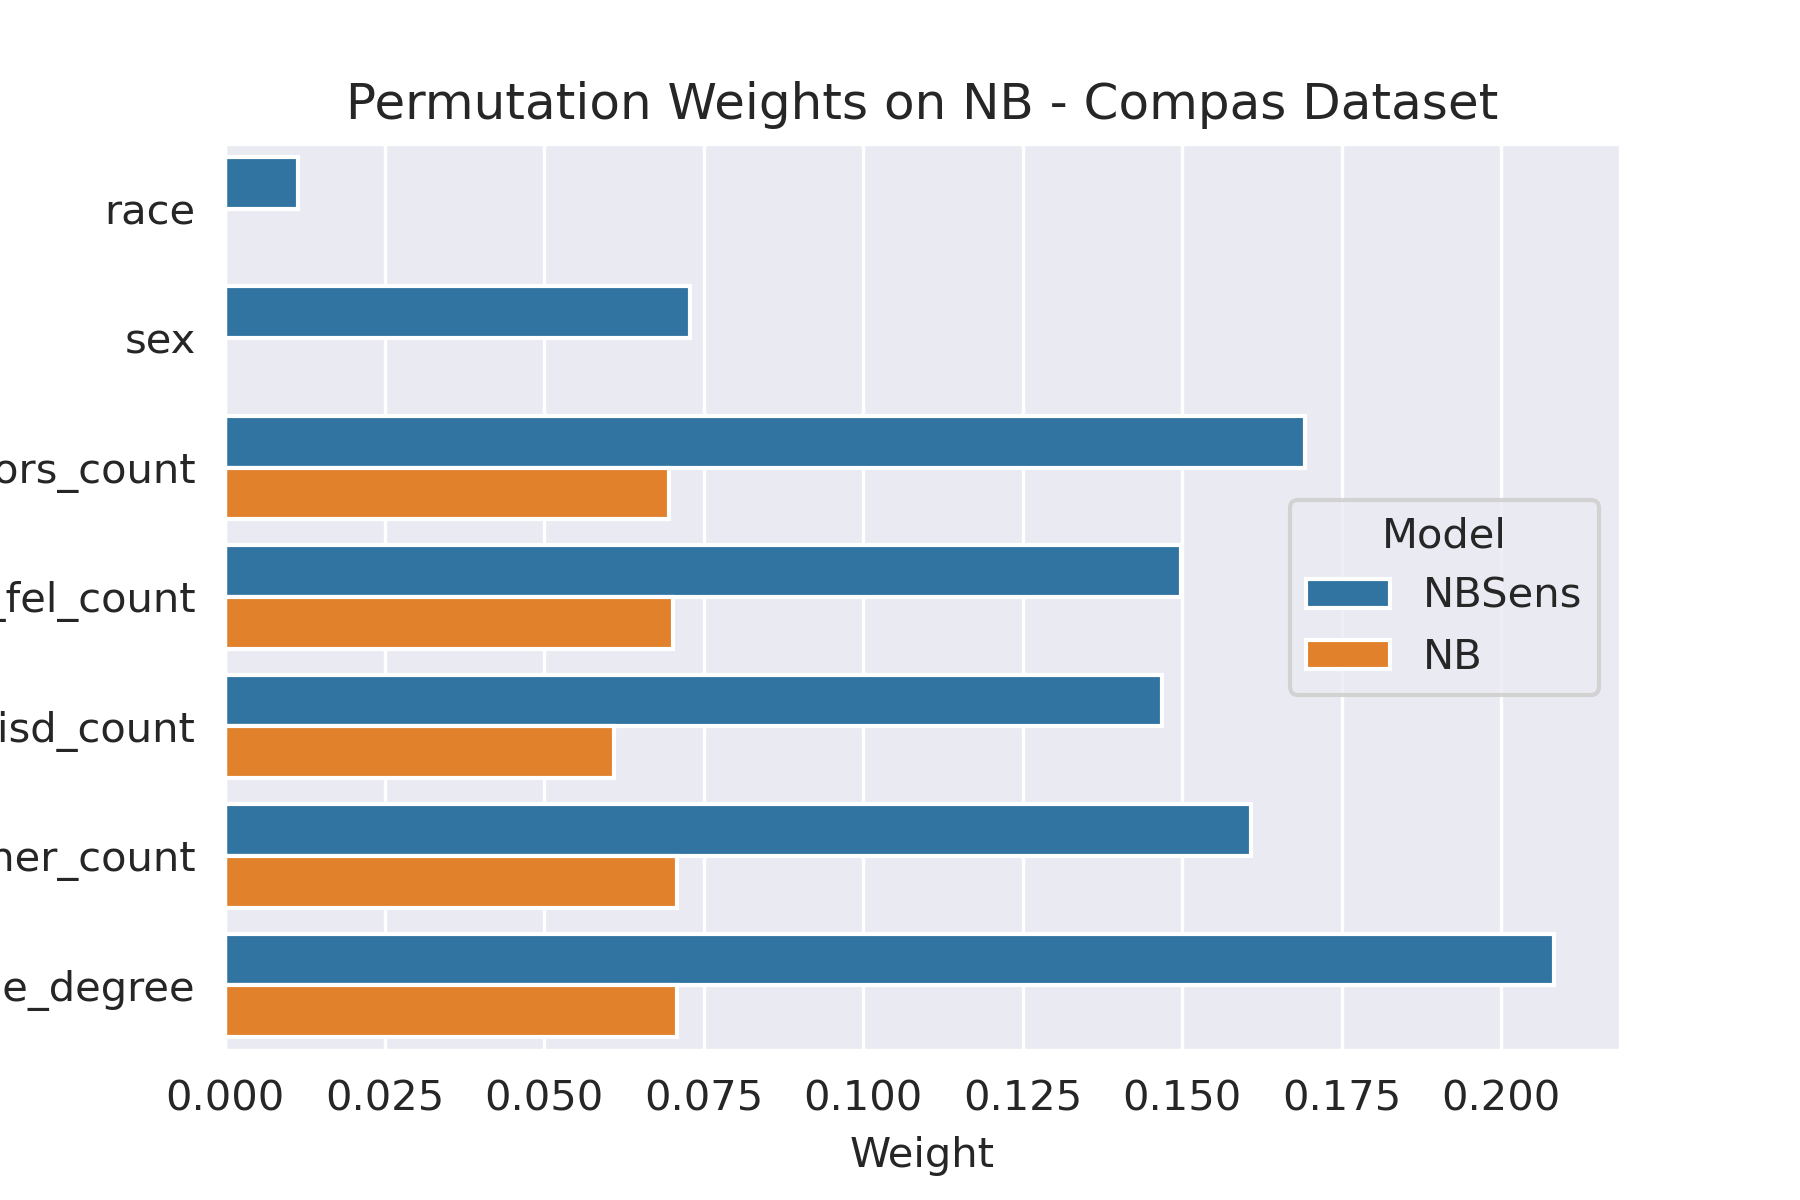 Permutation Weights on NB - Compas Dataset
race
sex
ors_count
_fel_count
isd_count
her_count
e_degree
Model
NBSens
NB
0.000 0.025 0.050 0.075 0.100 0.125 0.150 0.175 0.200
Weight